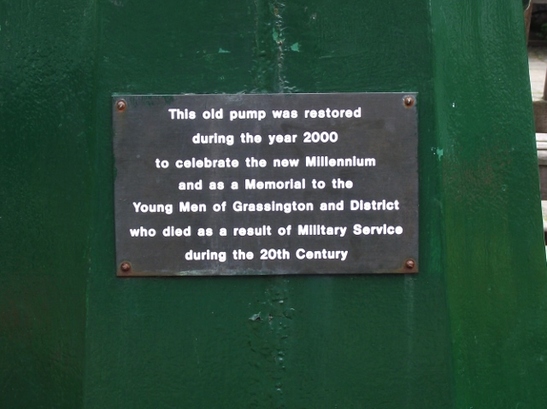 This old pump was restored
during the year 2000
to celebrate the new Millennium
and as a Memorial to the
Young Men of Grassington and District
who died as a result of Military Service
during the 20th Century